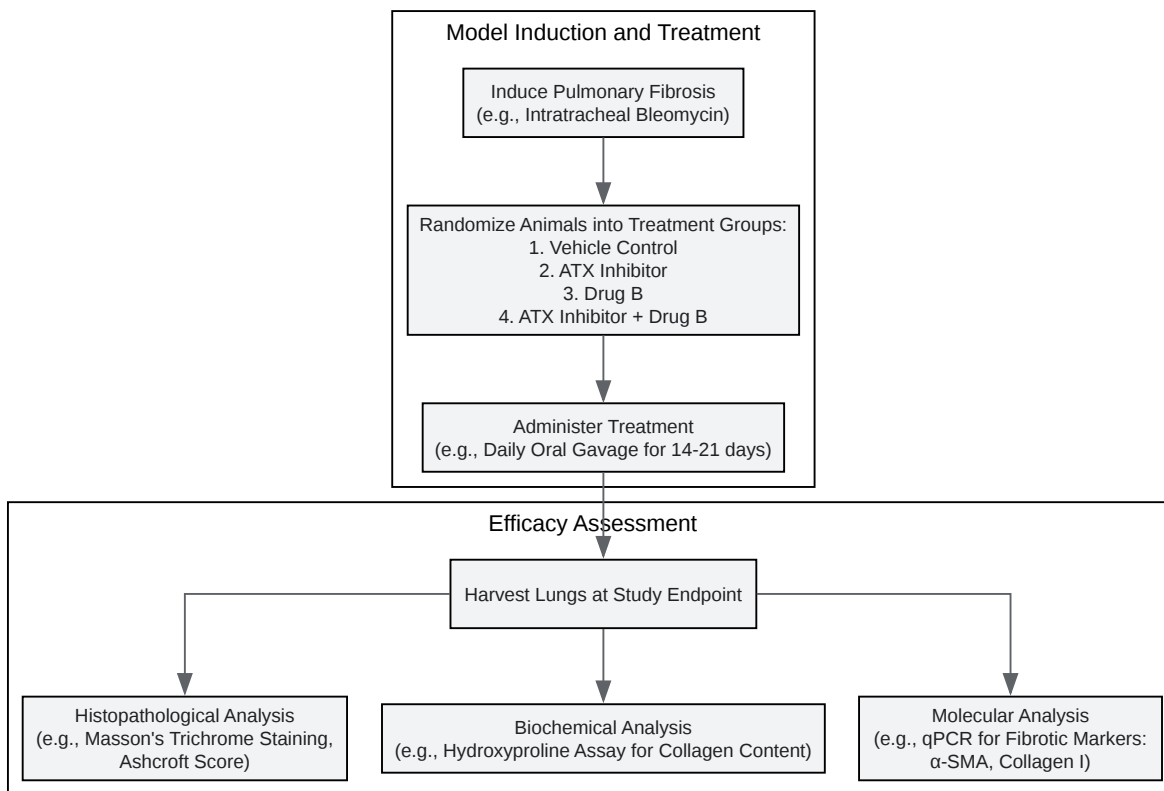 Model Induction and Treatment
Induce Pulmonary Fibrosis
(e.g., Intratracheal Bleomycin)
Randomize Animals into Treatment Groups:
1. Vehicle Control
2. ATX Inhibitor
3. Drug B
4. ATX Inhibitor + Drug B
Administer Treatment
(e.g., Daily Oral Gavage for 14-21 days)
Efficacy Assessment
Harvest Lungs at Study Endpoint
Histopathological Analysis
(e.g., Masson's Trichrome Staining,
Ashcroft Score)
Biochemical Analysis
(e.g., Hydroxyproline Assay for Collagen Content)
Molecular Analysis
(e.g., qPCR for Fibrotic Markers:
α-SMA, Collagen I)